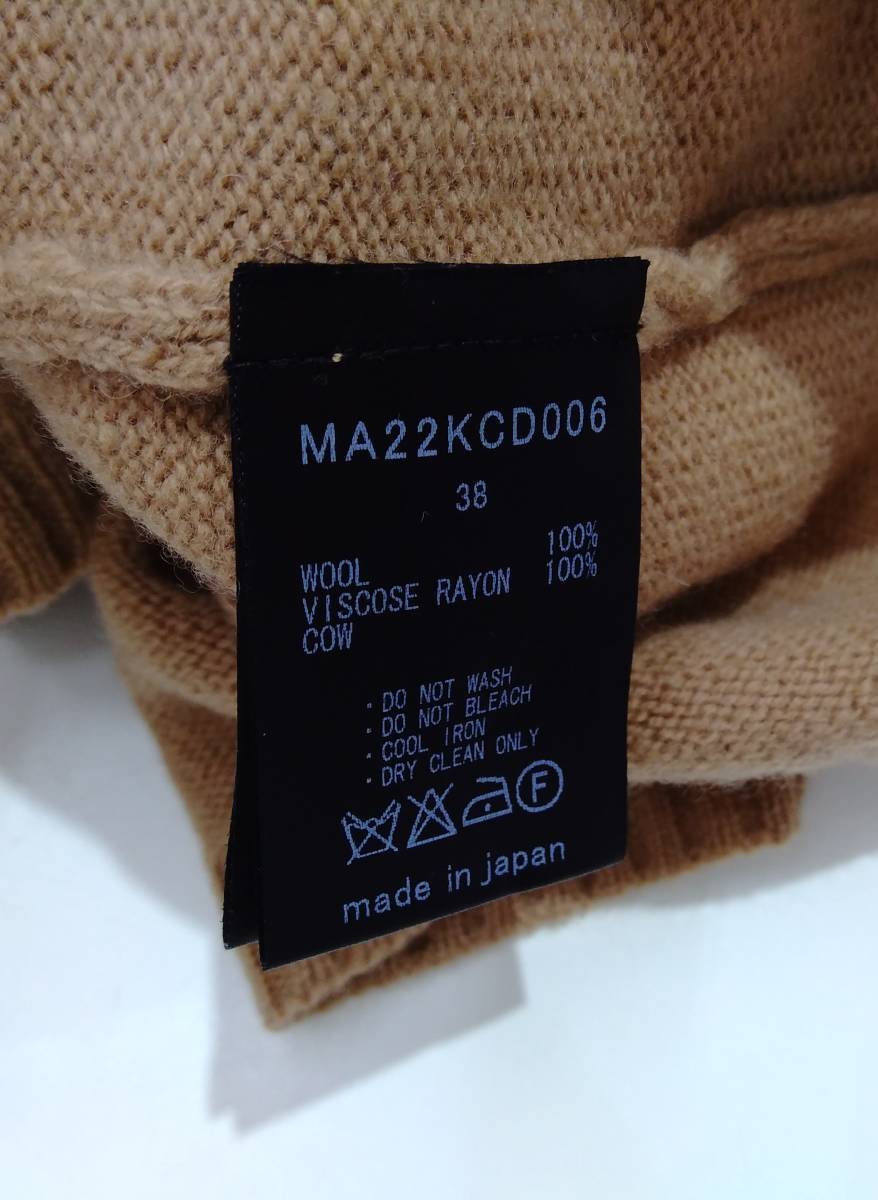 MA22KCD006
38
WOOL 100%
VISCOSE RAYON 100%
COW
・DO NOT WASH
・DO NOT BLEACH
・COOL IRON
・DRY CLEAN ONLY
F
made in japan